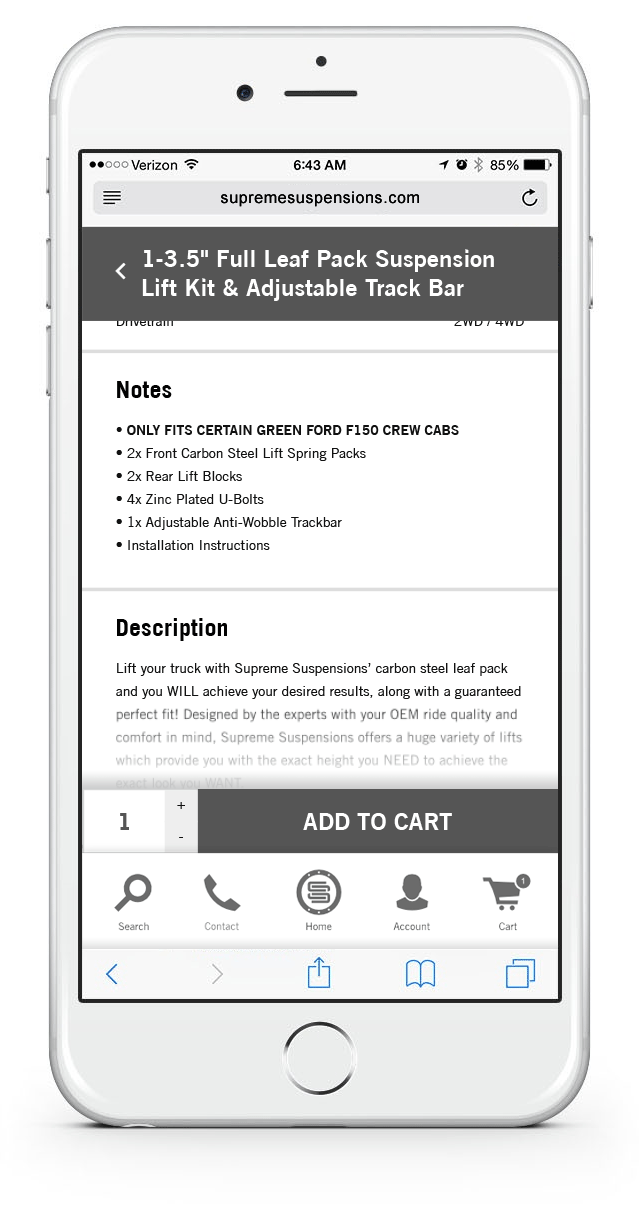 Verizon 6:43 AM 85%
supremesuspensions.com
1-3.5" Full Leaf Pack Suspension
Lift Kit & Adjustable Track Bar
Drivetrain 2WD / 4WD
Notes
• ONLY FITS CERTAIN GREEN FORD F150 CREW CABS
• 2x Front Carbon Steel Lift Spring Packs
• 2x Rear Lift Blocks
• 4x Zinc Plated U-Bolts
• 1x Adjustable Anti-Wobble Trackbar
• Installation Instructions
Description
Lift your truck with Supreme Suspensions' carbon steel leaf pack
and you WILL achieve your desired results, along with a guaranteed
perfect fit! Designed by the experts with your OEM ride quality and
comfort in mind, Supreme Suspensions offers a huge variety of lifts
which provide you with the exact height you NEED to achieve the
exact look you WANT.
1 + - ADD TO CART
1
Search Contact Home Account Cart